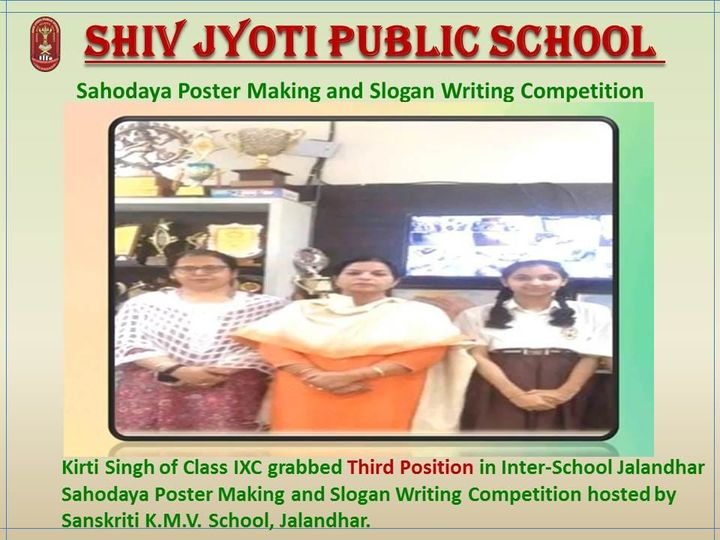 SHIV JYOTI PUBLIC SCHOOL
Sahodaya Poster Making and Slogan Writing Competition
Kirti Singh of Class IXC grabbed Third Position in Inter-School Jalandhar
Sahodaya Poster Making and Slogan Writing Competition hosted by
Sanskriti K.M.V. School, Jalandhar.